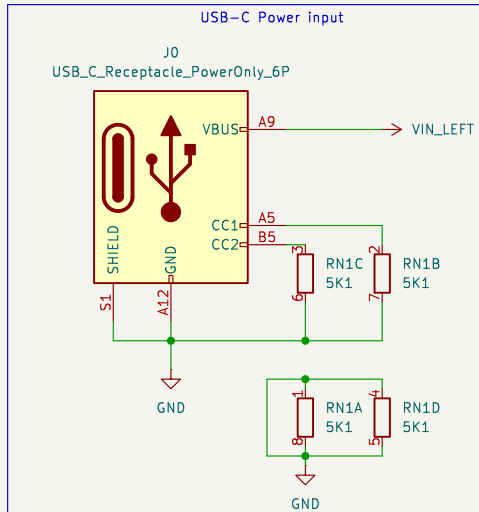 USB-C Power input
J0
USB_C_Receptacle_PowerOnly_6P
VBUS
A9
VIN_LEFT
CC1
A5
CC2
B5
SHIELD
GND
S1
A12
3
RN1C
5K1
6
2
RN1B
5K1
7
GND
1
RN1A
5K1
8
4
RN1D
5K1
5
GND